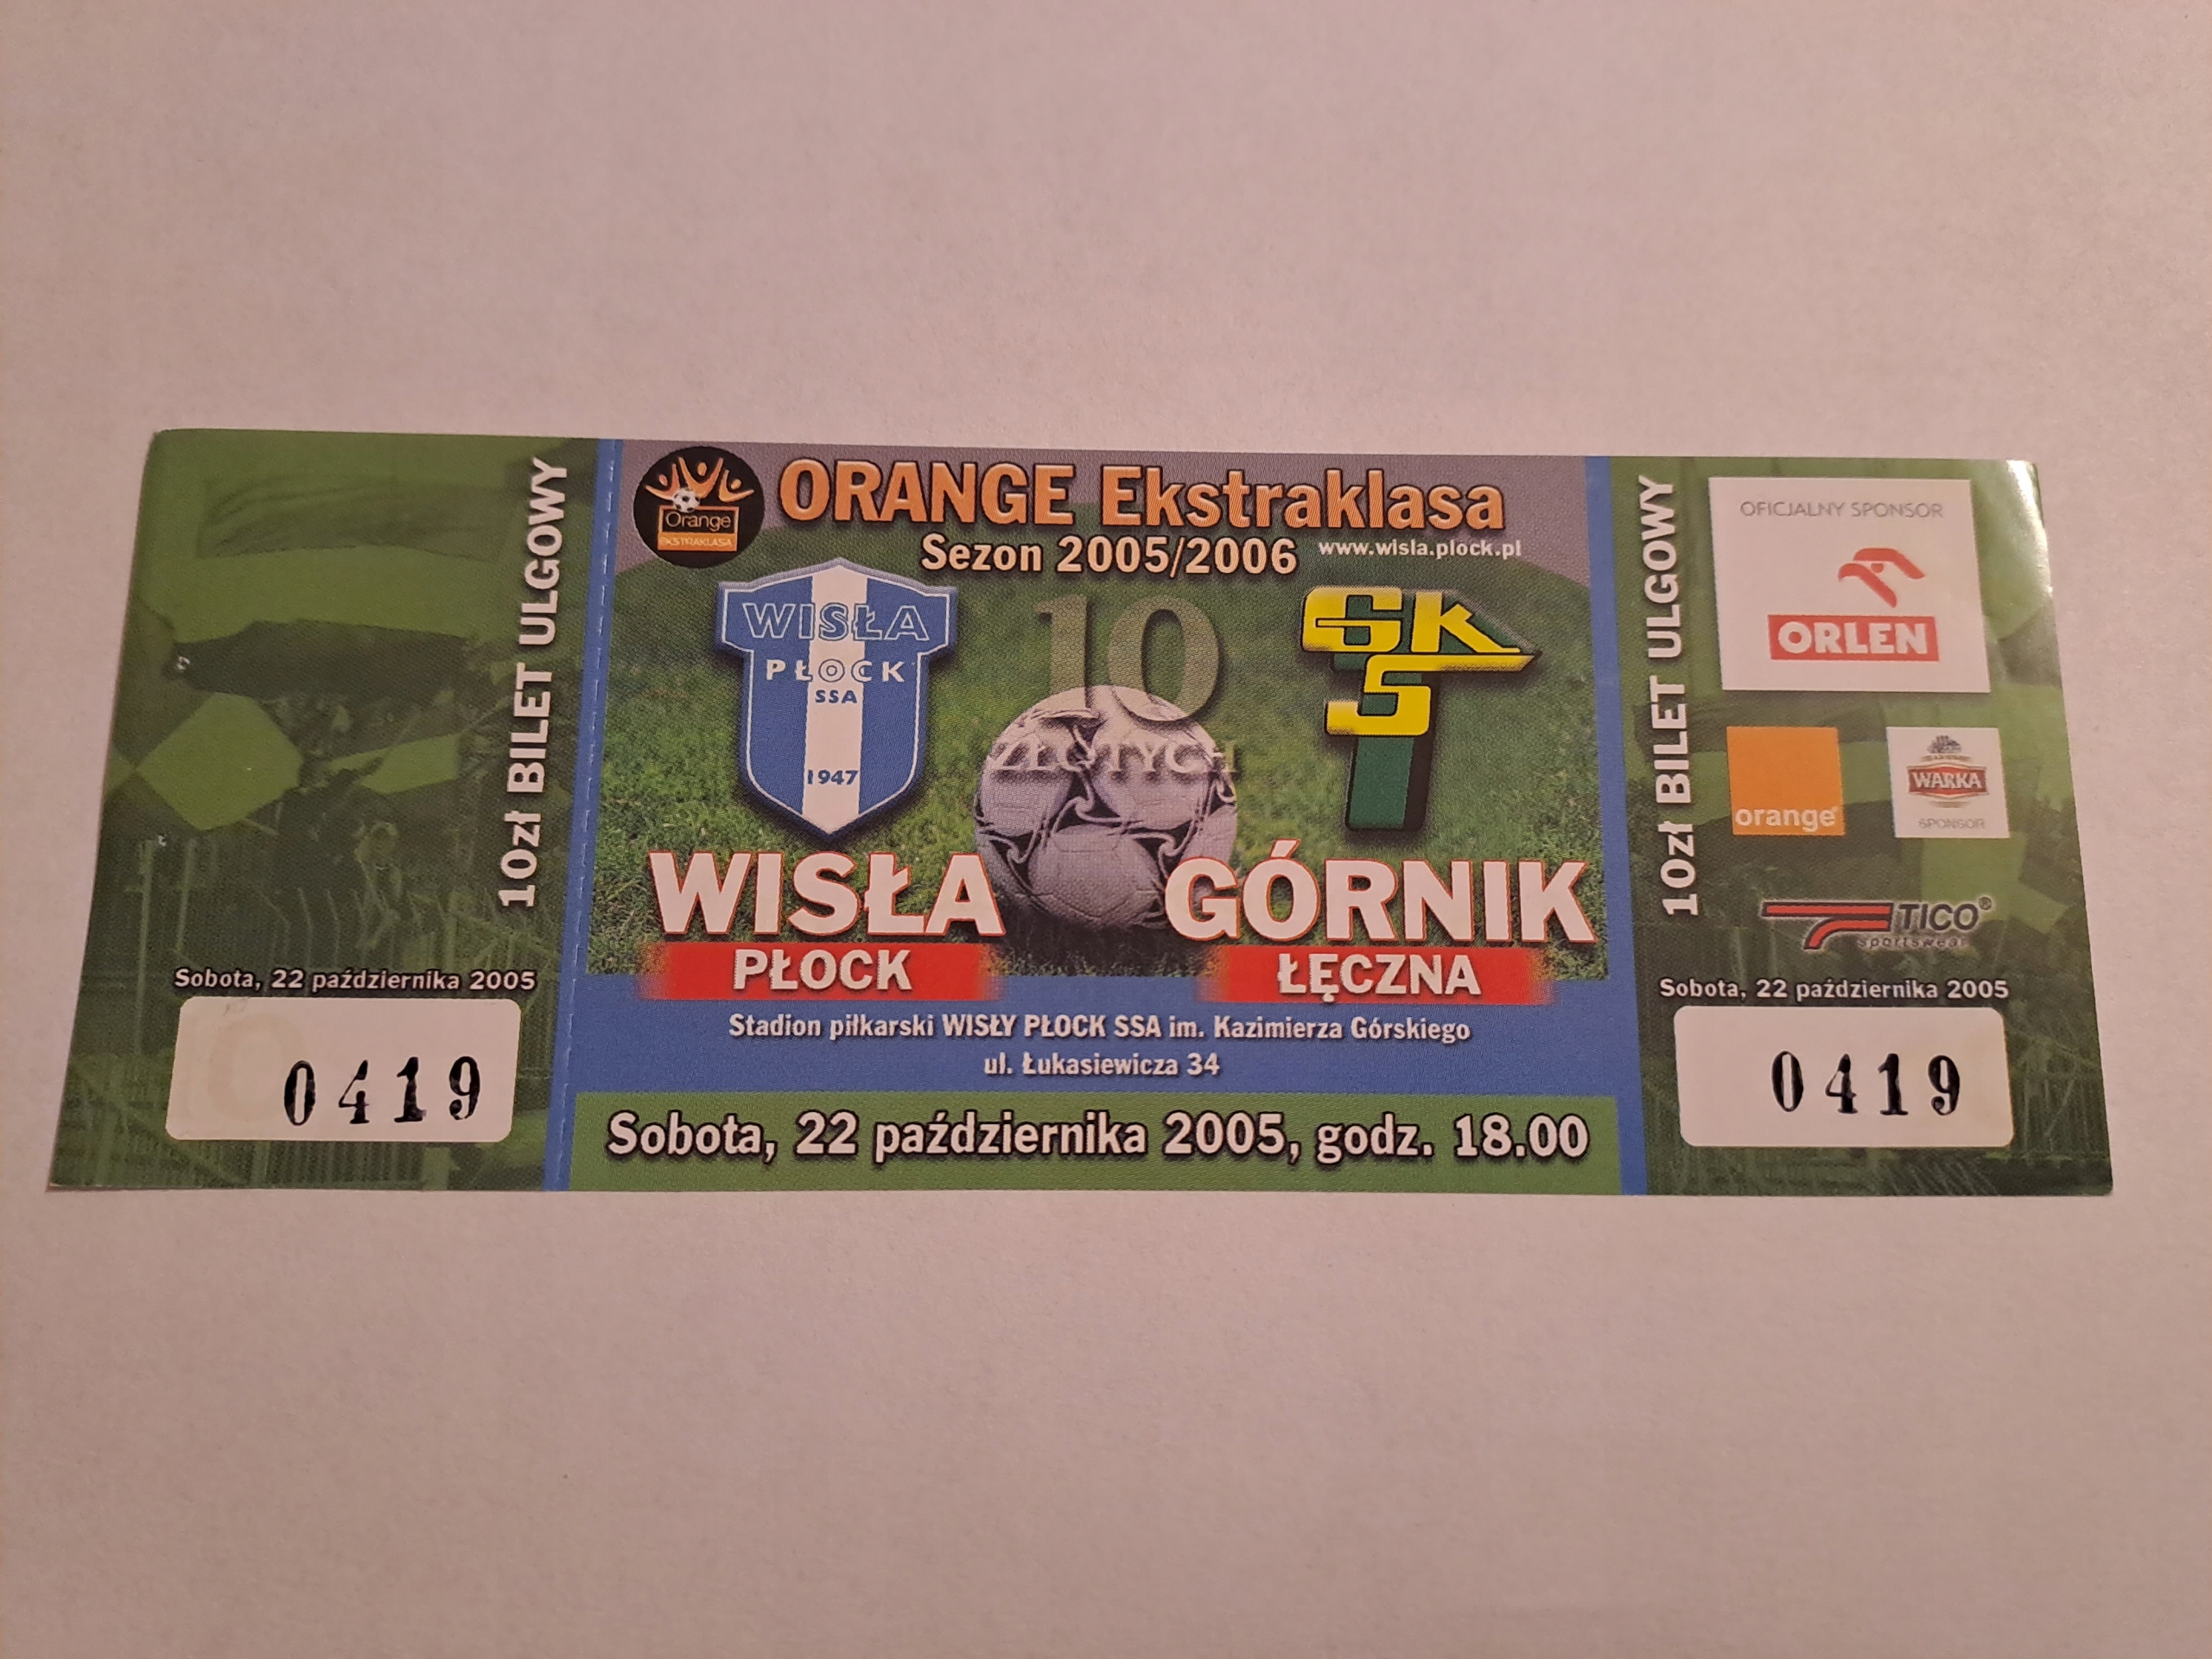 10zł BILET ULGOWY
Sobota, 22 października 2005
0419
Orange
EKSTRAKLASA
ORANGE Ekstraklasa
Sezon 2005/2006
www.wisla.plock.pl
WISŁA
PŁOCK
SSA
1947
10
ZŁOTYCH
GKS
WISŁA
PŁOCK
GÓRNIK
ŁĘCZNA
Stadion piłkarski WISŁY PŁOCK SSA im. Kazimierza Górskiego
ul. Łukasiewicza 34
Sobota, 22 października 2005, godz. 18.00
10zł BILET ULGOWY
OFICJALNY SPONSOR
ORLEN
orange
WARKA
SPONSOR
TICO®
sportswear
Sobota, 22 października 2005
0419